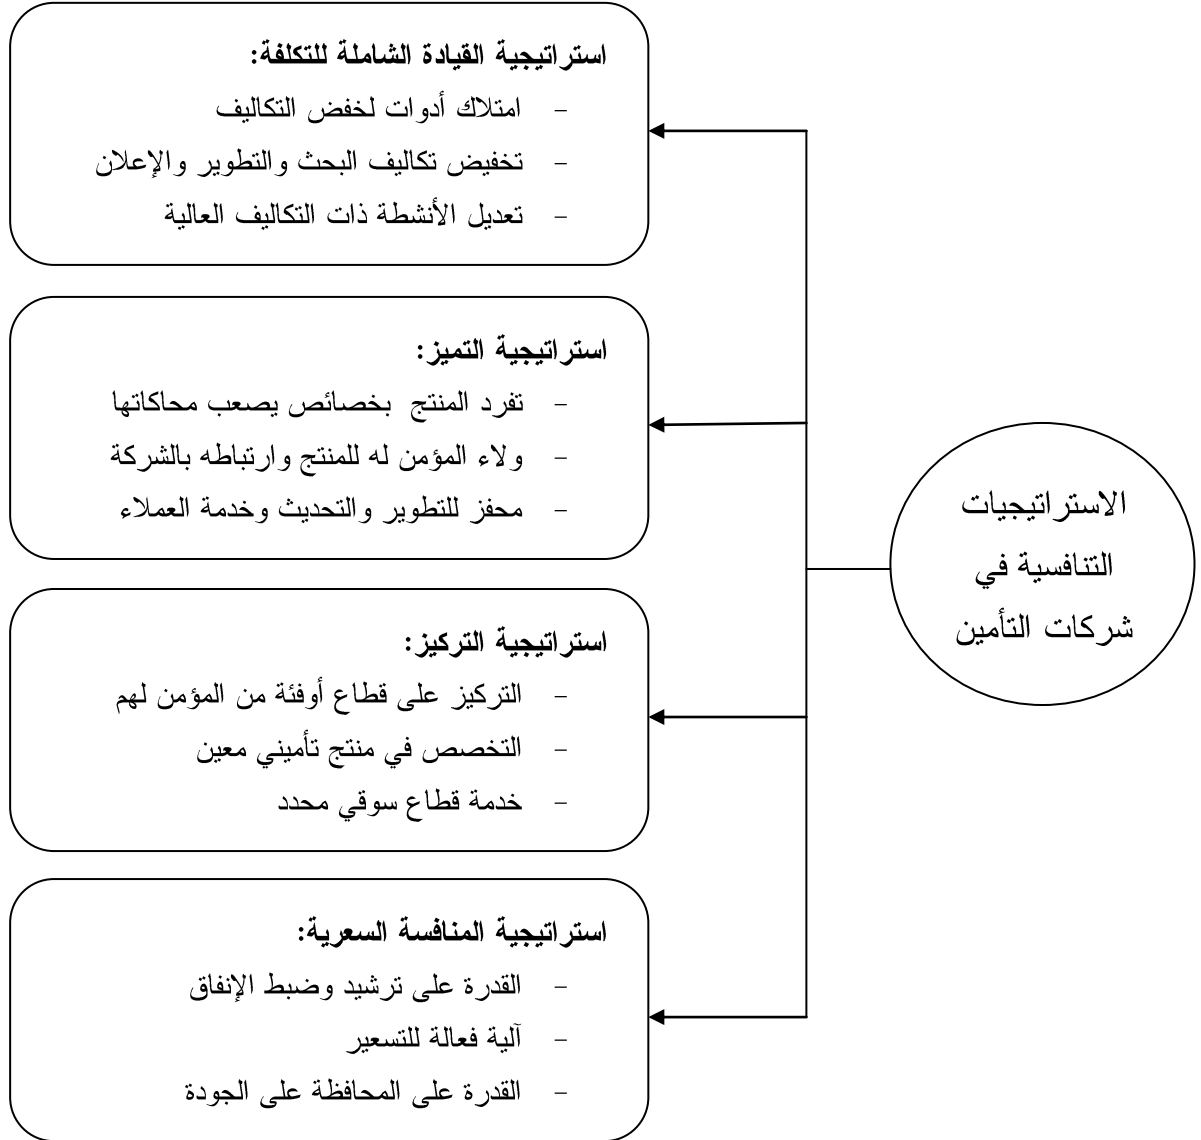 الاستراتيجيات
التنافسية في
شركات التأمين
استراتيجية القيادة الشاملة للتكلفة:
- امتلاك أدوات لخفض التكاليف
- تخفيض تكاليف البحث والتطوير والإعلان
- تعديل الأنشطة ذات التكاليف العالية
استراتيجية التميز:
- تفرد المنتج بخصائص يصعب محاكاتها
- ولاء المؤمن له للمنتج وارتباطه بالشركة
- محفز للتطوير والتحديث وخدمة العملاء
استراتيجية التركيز:
- التركيز على قطاع أوفئة من المؤمن لهم
- التخصص في منتج تأميني معين
- خدمة قطاع سوقي محدد
استراتيجية المنافسة السعرية:
- القدرة على ترشيد وضبط الإنفاق
- آلية فعالة للتسعير
- القدرة على المحافظة على الجودة